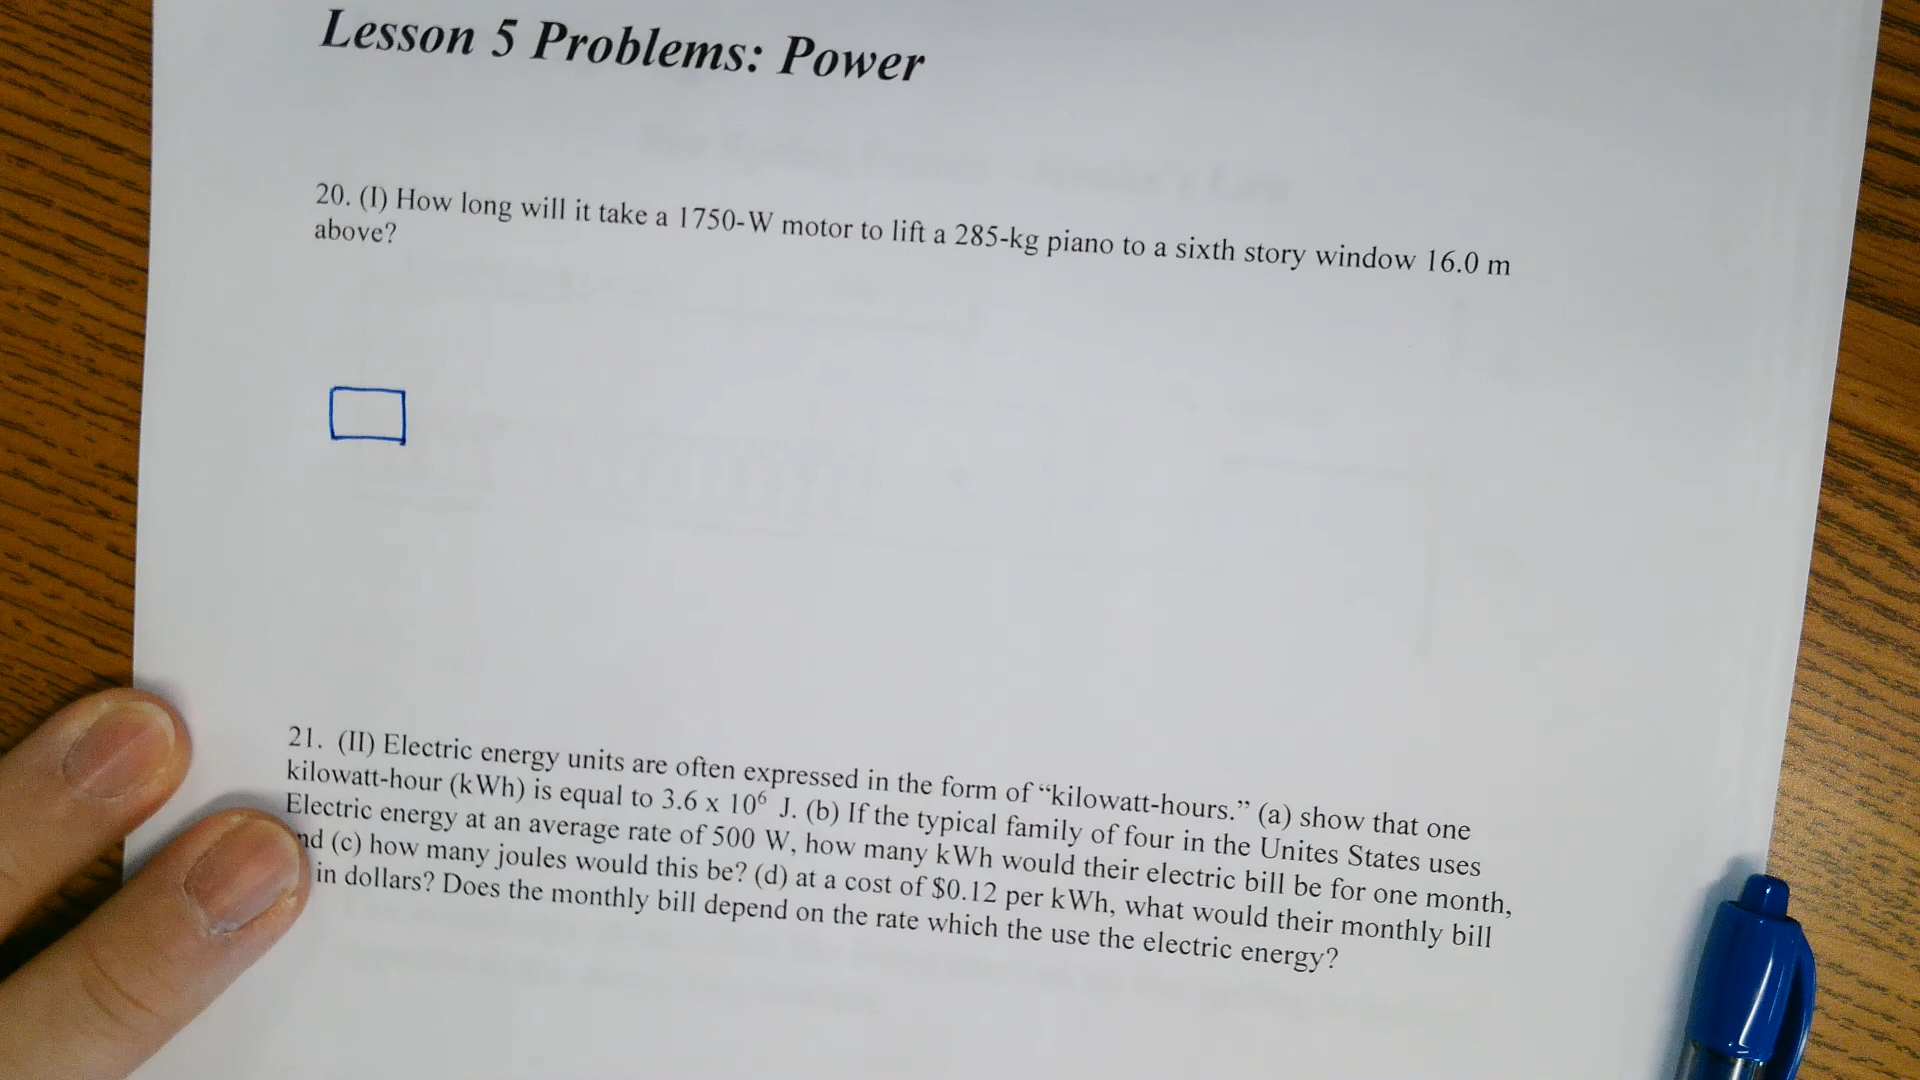 Lesson 5 Problems: Power
20. (I) How long will it take a 1750-W motor to lift a 285-kg piano to a sixth story window 16.0 m
above?
21. (II) Electric energy units are often expressed in the form of “kilowatt-hours.” (a) show that one
kilowatt-hour (kWh) is equal to 3.6 x 10⁶ J. (b) If the typical family of four in the Unites States uses
Electric energy at an average rate of 500 W, how many kWh would their electric bill be for one month,
nd (c) how many joules would this be? (d) at a cost of $0.12 per kWh, what would their monthly bill
in dollars? Does the monthly bill depend on the rate which the use the electric energy?